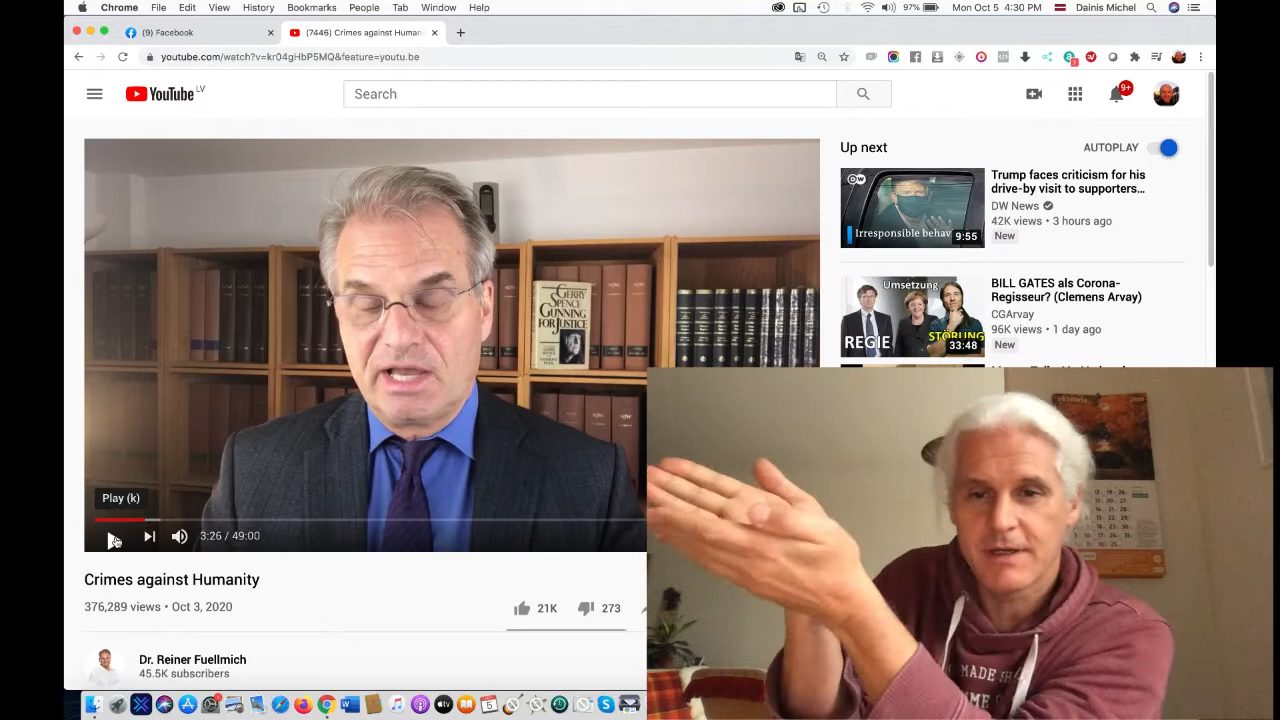 Chrome File Edit View History Bookmarks People Tab Window Help 97% Mon Oct 5 4:30 PM Dainis Michel
(9) Facebook (7446) Crimes against Human
youtube.com/watch?v=kr04gHbP5MQ&feature=youtu.be
YouTube LV Search 9+
Up next AUTOPLAY
Trump faces criticism for his
drive-by visit to supporters...
DW News
42K views • 3 hours ago
New
DW
Irresponsible behav 9:55
BILL GATES als Corona-
Regisseur? (Clemens Arvay)
CGArvay
96K views • 1 day ago
New
Umsetzung
REGIE STÖRUNG
33:48
GERRY
SPENCE
GUNNING
FOR JUSTICE
Play (k)
3:26 / 49:00
Crimes against Humanity
376,289 views • Oct 3, 2020 21K 273
Dr. Reiner Fuellmich
45.5K subscribers
MADE